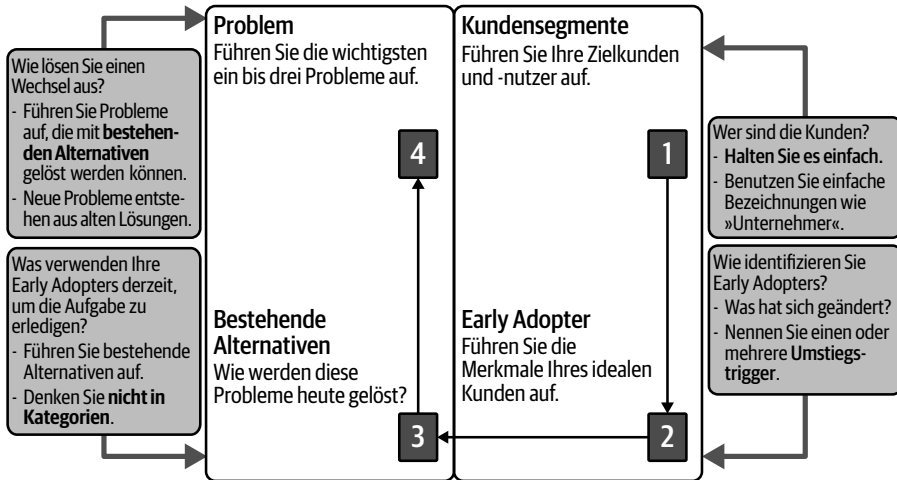 Wie lösen Sie einen
Wechsel aus?
- Führen Sie Probleme
auf, die mit bestehen-
den Alternativen
gelöst werden können.
- Neue Probleme entste-
hen aus alten Lösungen.
Was verwenden Ihre
Early Adopters derzeit,
um die Aufgabe zu
erledigen?
- Führen Sie bestehende
Alternativen auf.
- Denken Sie nicht in
Kategorien.
Problem
Führen Sie die wichtigsten
ein bis drei Probleme auf.
4
Bestehende
Alternativen
Wie werden diese
Probleme heute gelöst?
3
Kundensegmente
Führen Sie Ihre Zielkunden
und -nutzer auf.
1
Early Adopter
Führen Sie die
Merkmale Ihres idealen
Kunden auf.
2
Wer sind die Kunden?
- Halten Sie es einfach.
- Benutzen Sie einfache
Bezeichnungen wie
»Unternehmer«.
Wie identifizieren Sie
Early Adopters?
- Was hat sich geändert?
- Nennen Sie einen oder
mehrere Umstiegs-
trigger.